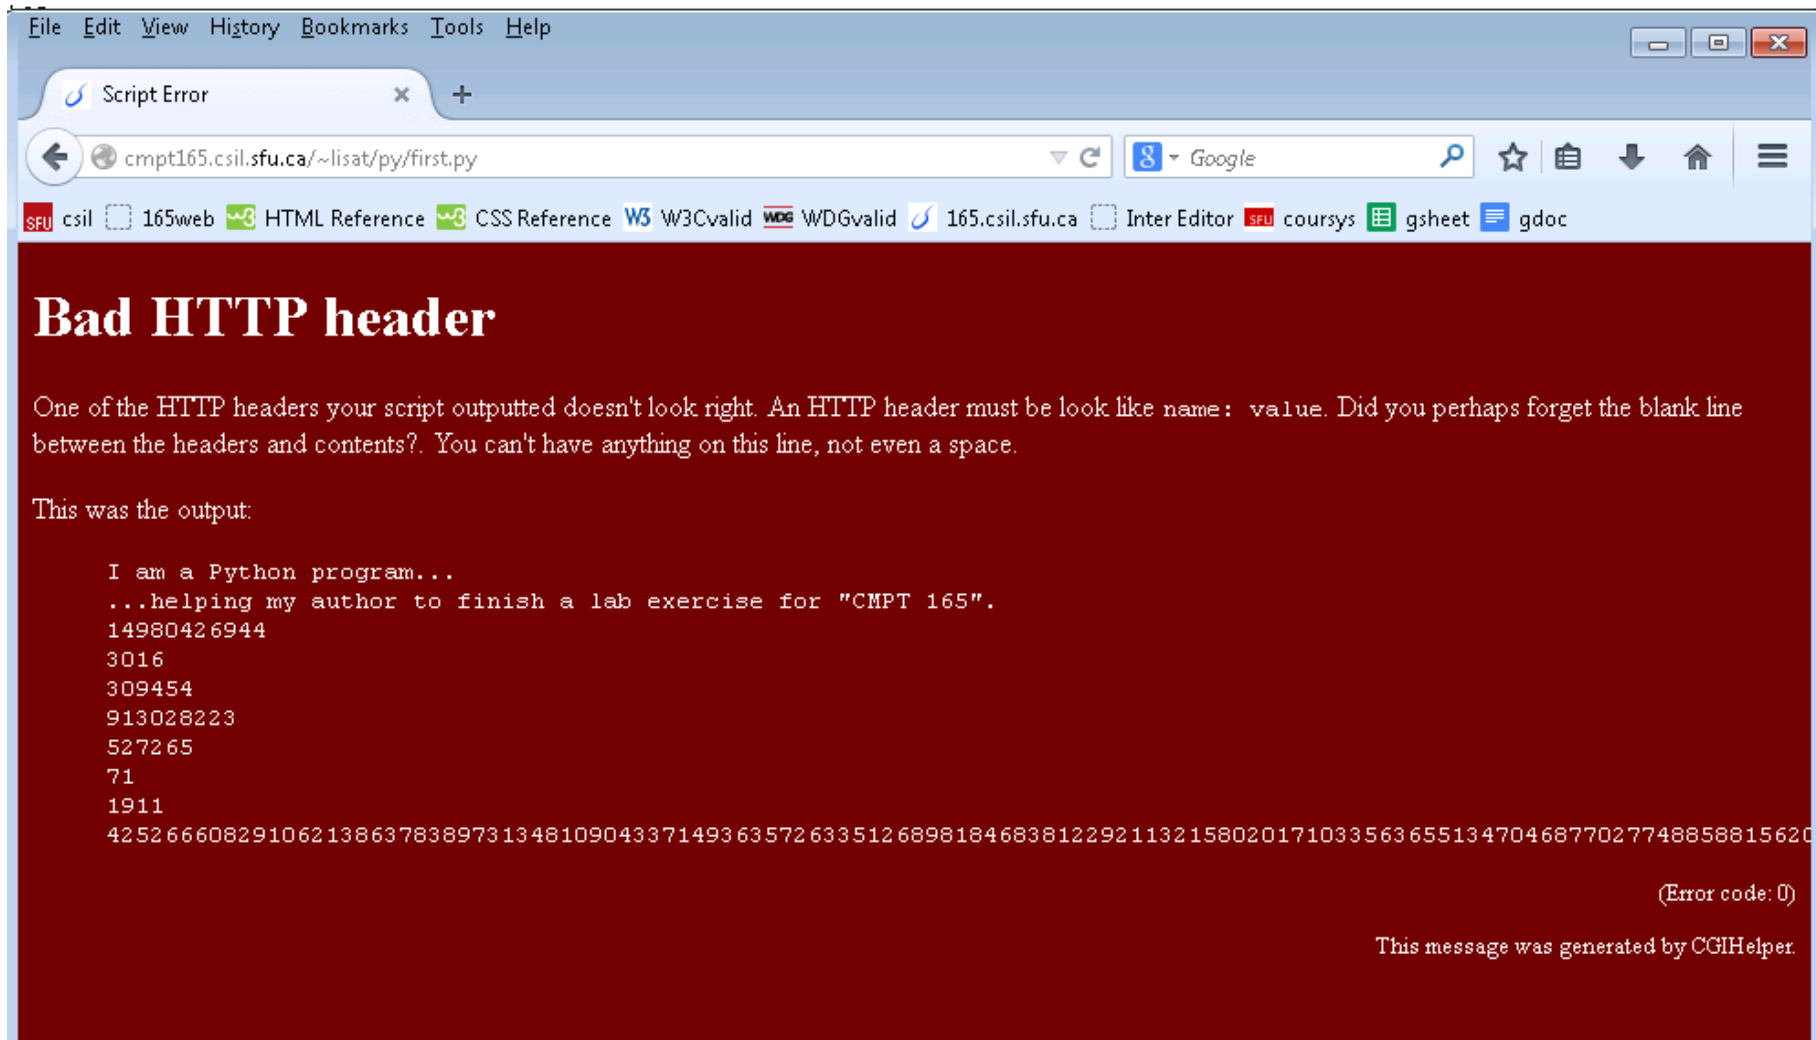 File Edit View History Bookmarks Tools Help
Script Error
cmpt165.csil.sfu.ca/~lisat/py/first.py
8 Google
SFU csil 165web W3 HTML Reference W3 CSS Reference W3 W3Cvalid WDG WDGvalid 165.csil.sfu.ca Inter Editor SFU coursys gsheet gdoc
Bad HTTP header
One of the HTTP headers your script outputted doesn't look right. An HTTP header must be look like name: value. Did you perhaps forget the blank line
between the headers and contents?. You can't have anything on this line, not even a space.
This was the output:
I am a Python program...
...helping my author to finish a lab exercise for "CMPT 165".
14980426944
3016
309454
913028223
527265
71
1911
42526660829106213863783897313481090433714936357263351268981846838122921132158020171033563655134704687702774885881562
(Error code: 0)
This message was generated by CGIHelper.